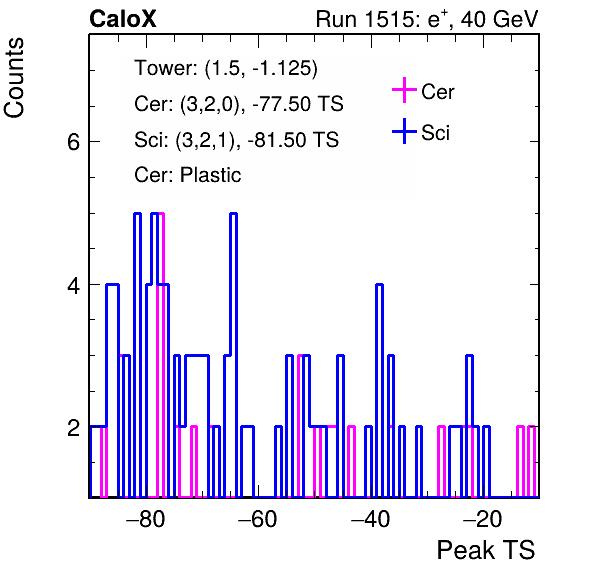 CaloX Run 1515: e⁺, 40 GeV
Counts
Tower: (1.5, -1.125)
Cer: (3,2,0), -77.50 TS
Sci: (3,2,1), -81.50 TS
Cer: Plastic
Cer
Sci
6
4
2
−80 −60 −40 −20
Peak TS